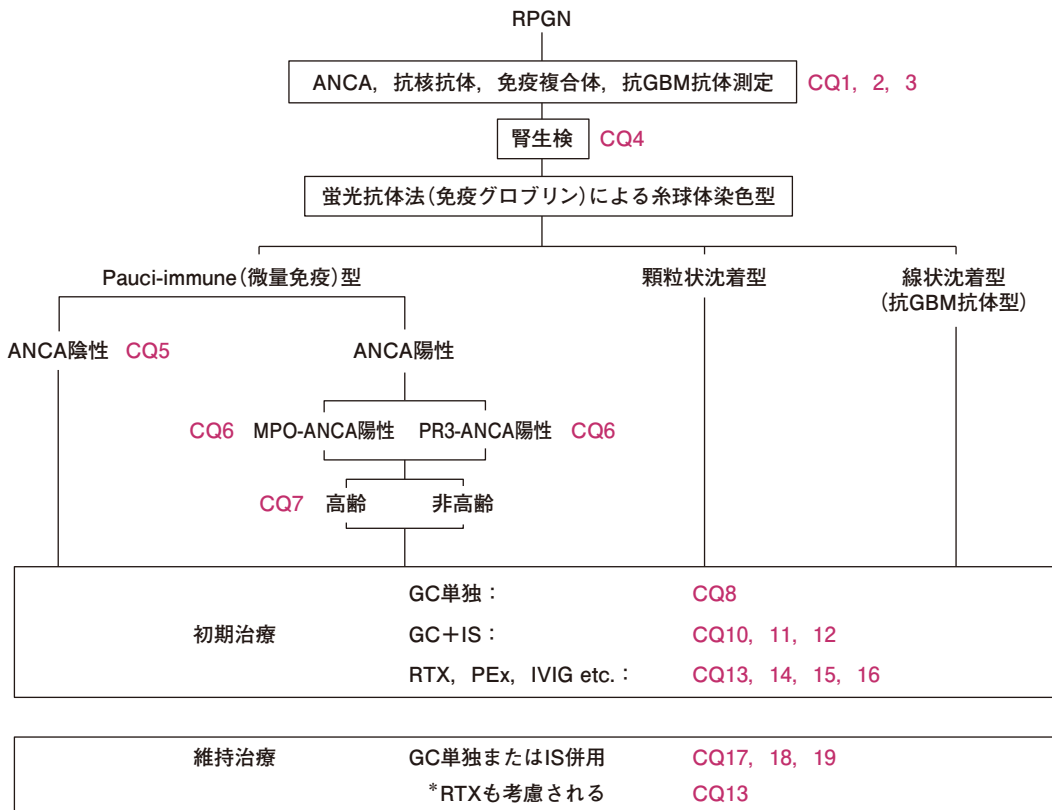 RPGN
ANCA，抗核抗体，免疫複合体，抗GBM抗体測定 CQ1，2，3
腎生検 CQ4
蛍光抗体法（免疫グロブリン）による糸球体染色型
Pauci-immune（微量免疫）型 顆粒状沈着型 線状沈着型
（抗GBM抗体型）
ANCA陰性 CQ5 ANCA陽性
CQ6 MPO-ANCA陽性 PR3-ANCA陽性 CQ6
CQ7 高齢 非高齢
GC単独： CQ8
初期治療 GC＋IS： CQ10，11，12
RTX，PEx，IVIG etc.： CQ13，14，15，16
維持治療 GC単独またはIS併用 CQ17，18，19
*RTXも考慮される CQ13